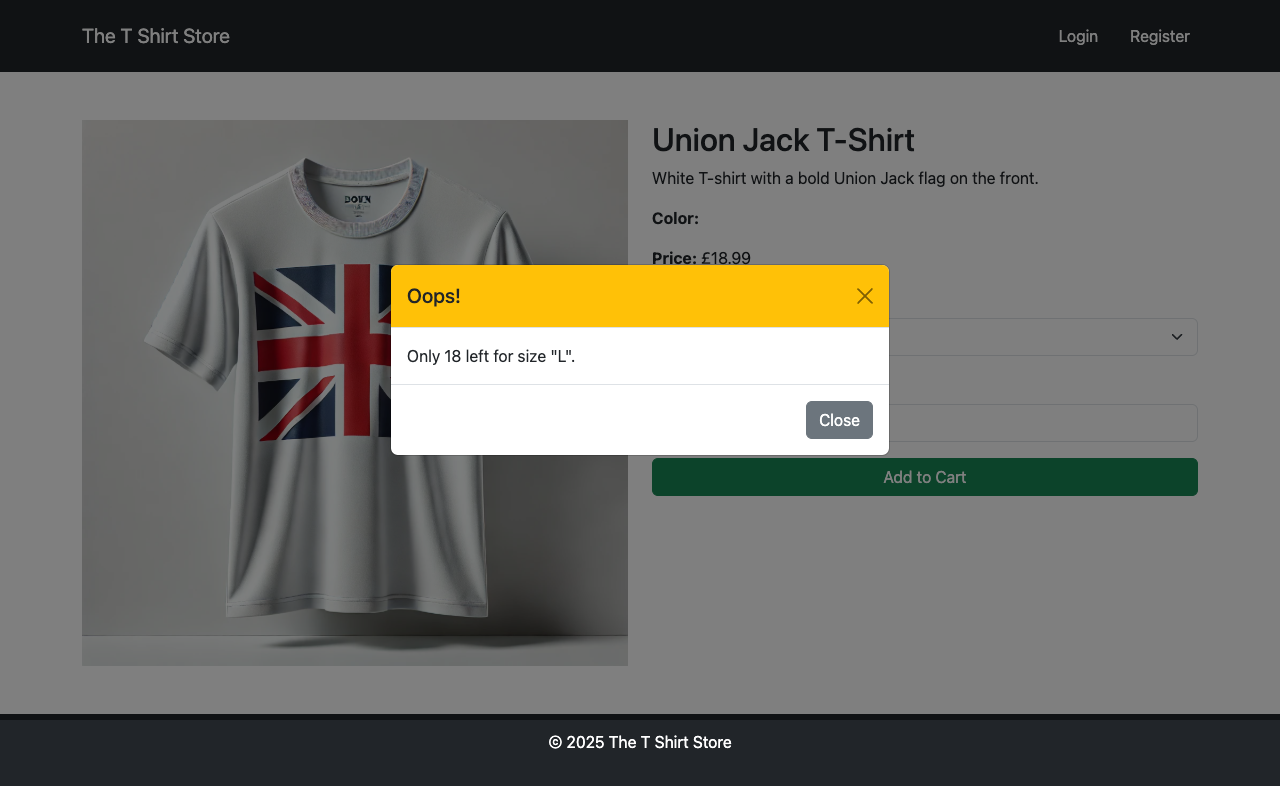 The T Shirt Store
Login
Register
Union Jack T-Shirt
White T-shirt with a bold Union Jack flag on the front.
Color:
Price: £18.99
Oops!
Only 18 left for size "L".
Close
Add to Cart
© 2025 The T Shirt Store